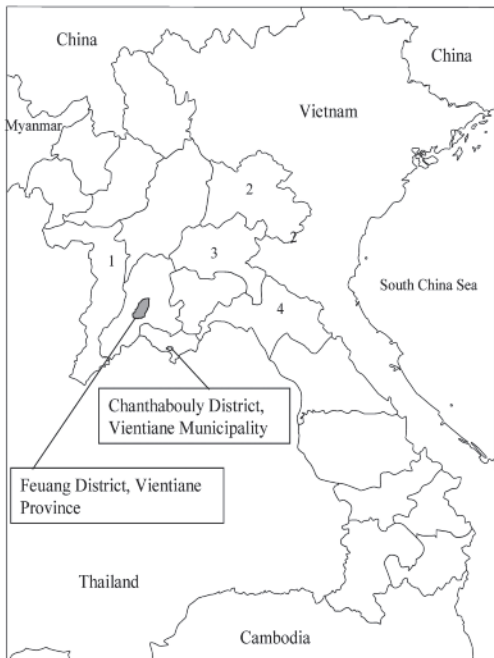 China
China
Myanmar
Vietnam
2
2
1
3
South China Sea
4
Chanthabouly District,
Vientiane Municipality
Feuang District, Vientiane
Province
Thailand
Cambodia